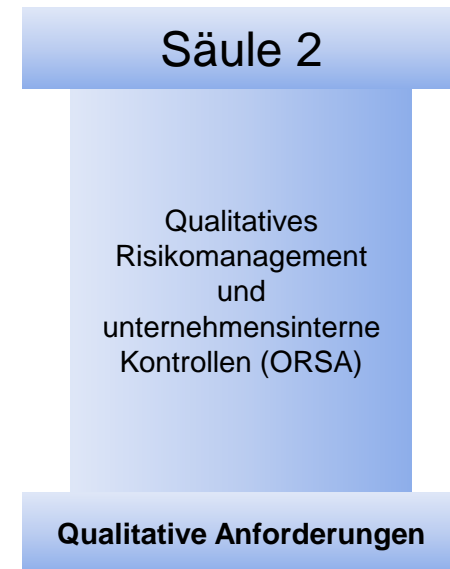 Säule 2
Qualitatives
Risikomanagement
und
unternehmensinterne
Kontrollen (ORSA)
Qualitative Anforderungen